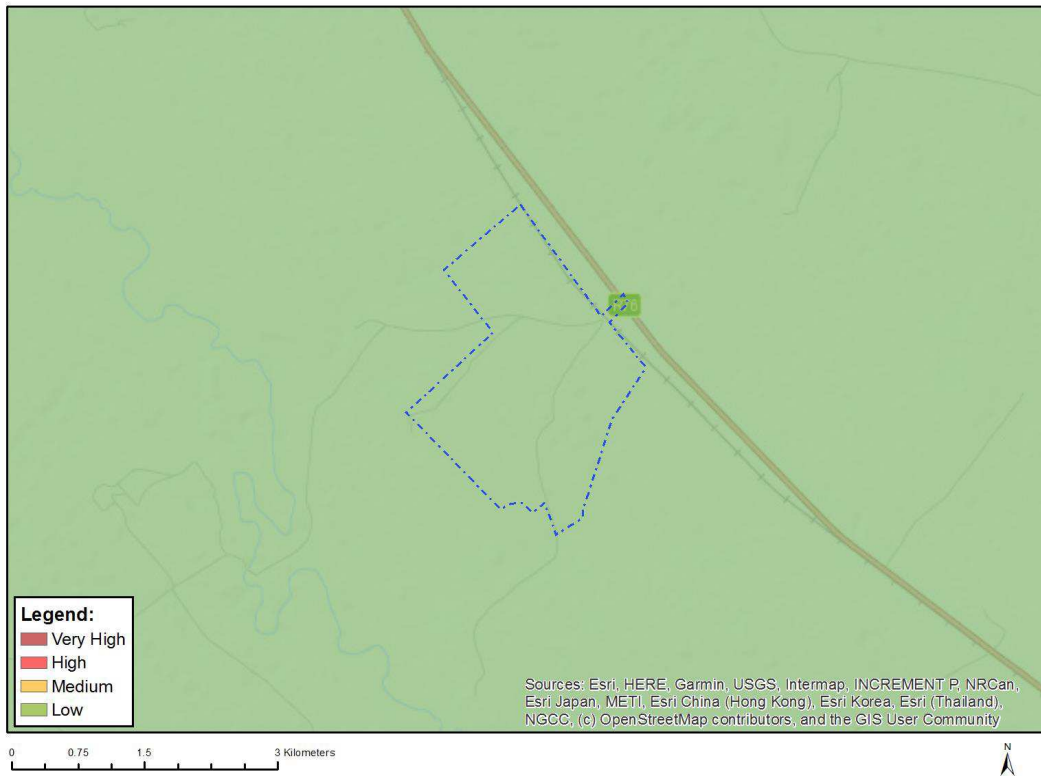 Legend:
Very High
High
Medium
Low
Sources: Esri, HERE, Garmin, USGS, Intermap, INCREMENT P, NRCan,
Esri Japan, METI, Esri China (Hong Kong), Esri Korea, Esri (Thailand),
NGCC, (c) OpenStreetMap contributors, and the GIS User Community
0 0.75 1.5 3 Kilometers
N